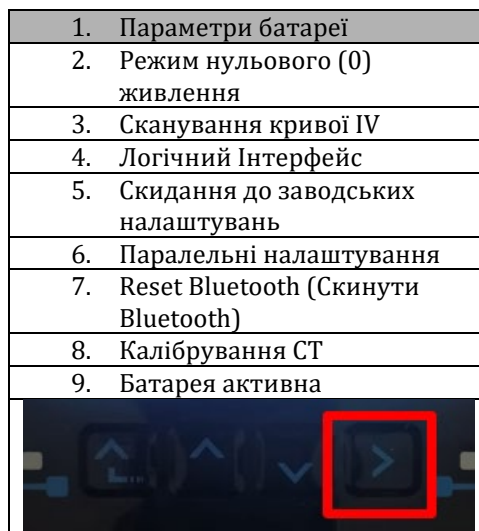 1. Параметри батареї
2. Режим нульового (0)
живлення
3. Сканування кривої IV
4. Логічний Інтерфейс
5. Скидання до заводських
налаштувань
6. Паралельні налаштування
7. Reset Bluetooth (Скинути
Bluetooth)
8. Калібрування СТ
9. Батарея активна